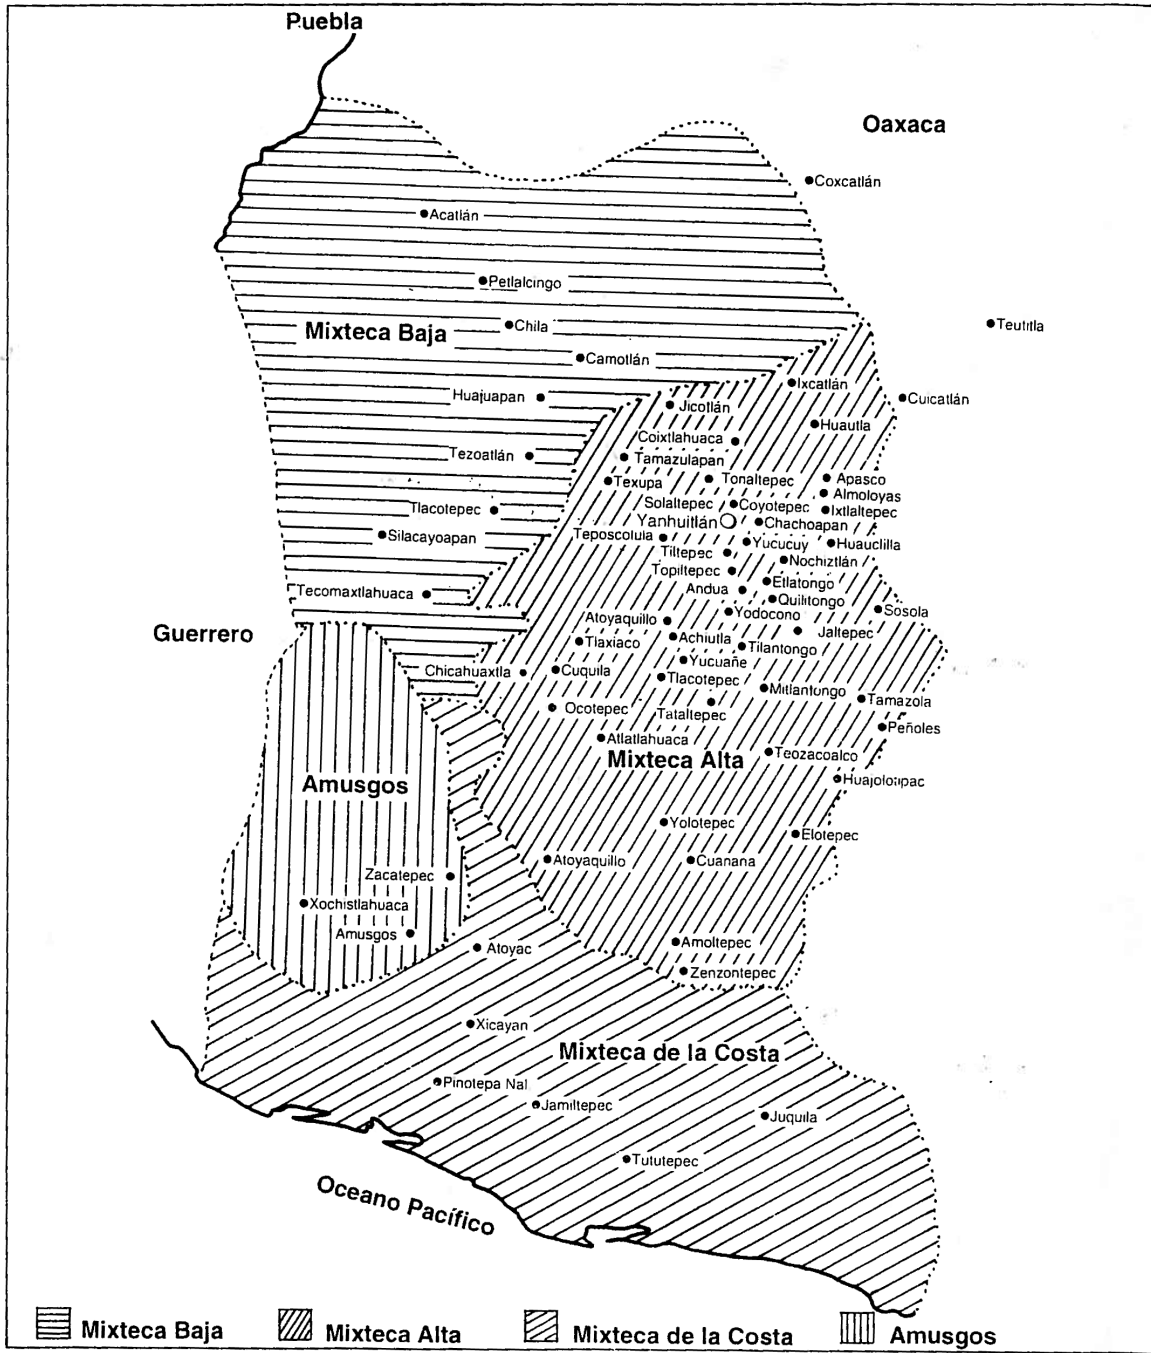 Puebla
Oaxaca
Coxcatlán
Acatlán
Petlalcingo
Teutitla
Chila
Mixteca Baja
Camotlán
Ixcatlán
Huajuapan
Cuicatlán
Jicotlán
Huautla
Coixtlahuaca
Tezoatlán
Tamazulapan
Texupa
Tonaltepec
Apasco
Almoloyas
Tlacotepec
Solaltepec
Coyotepec
Ixtlaltepec
Yanhuitlán
Chachoapan
Silacayoapan
Teposcolula
Yucucuy
Huauclilla
Tiltepec
Nochiztlán
Topiltepec
Etlatongo
Tecomaxtlahuaca
Andua
Quilitongo
Yodocono
Sosola
Guerrero
Atoyaquillo
Jaltepec
Achiutla
Tlaxiaco
Tilantongo
Yucuañe
Chicahuaxtla
Cuquila
Tlacotepec
Mitlantongo
Tamazola
Ocotepec
Tataltepec
Peñoles
Atlatlahuaca
Mixteca Alta
Teozacoalco
Amusgos
Yolotepec
Elotepec
Atoyaquillo
Cuanana
Zacatepec
Xochistlahuaca
Amusgos
Atoyac
Amoltepec
Zenzontepec
Xicayan
Mixteca de la Costa
Pinotepa Nal
Jamiltepec
Juquila
Tututepec
Oceano Pacífico
Mixteca Baja
Mixteca Alta
Mixteca de la Costa
Amusgos